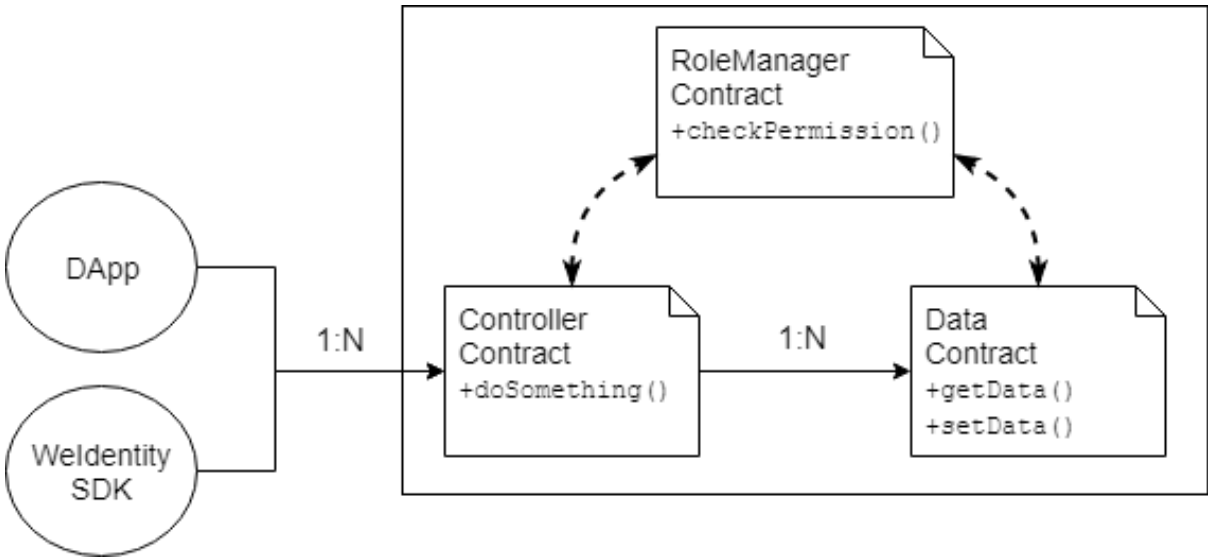 RoleManager
Contract
+checkPermission()
DApp
1:N
Controller
Contract
+doSomething()
1:N
Data
Contract
+getData()
+setData()
WeIdentity
SDK